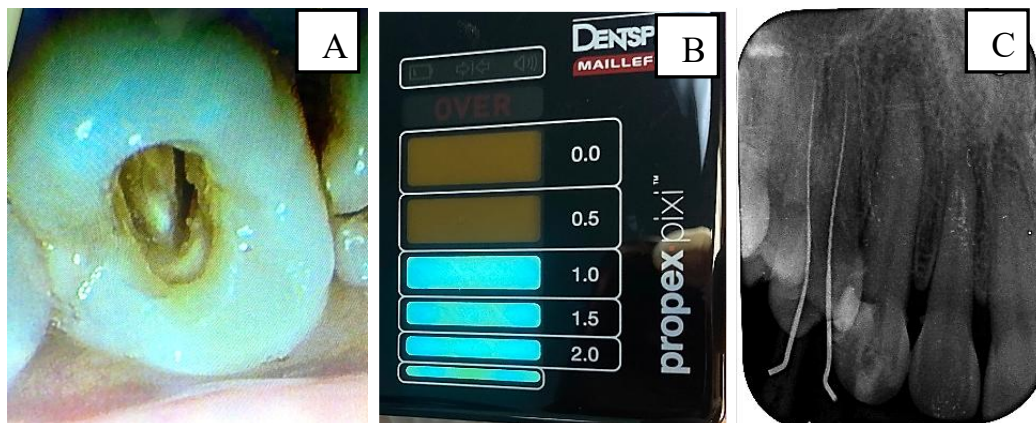 A
B
C
DENTSP
MAILLEF
OVER
0.0
0.5
1.0
1.5
2.0
propex pixi™